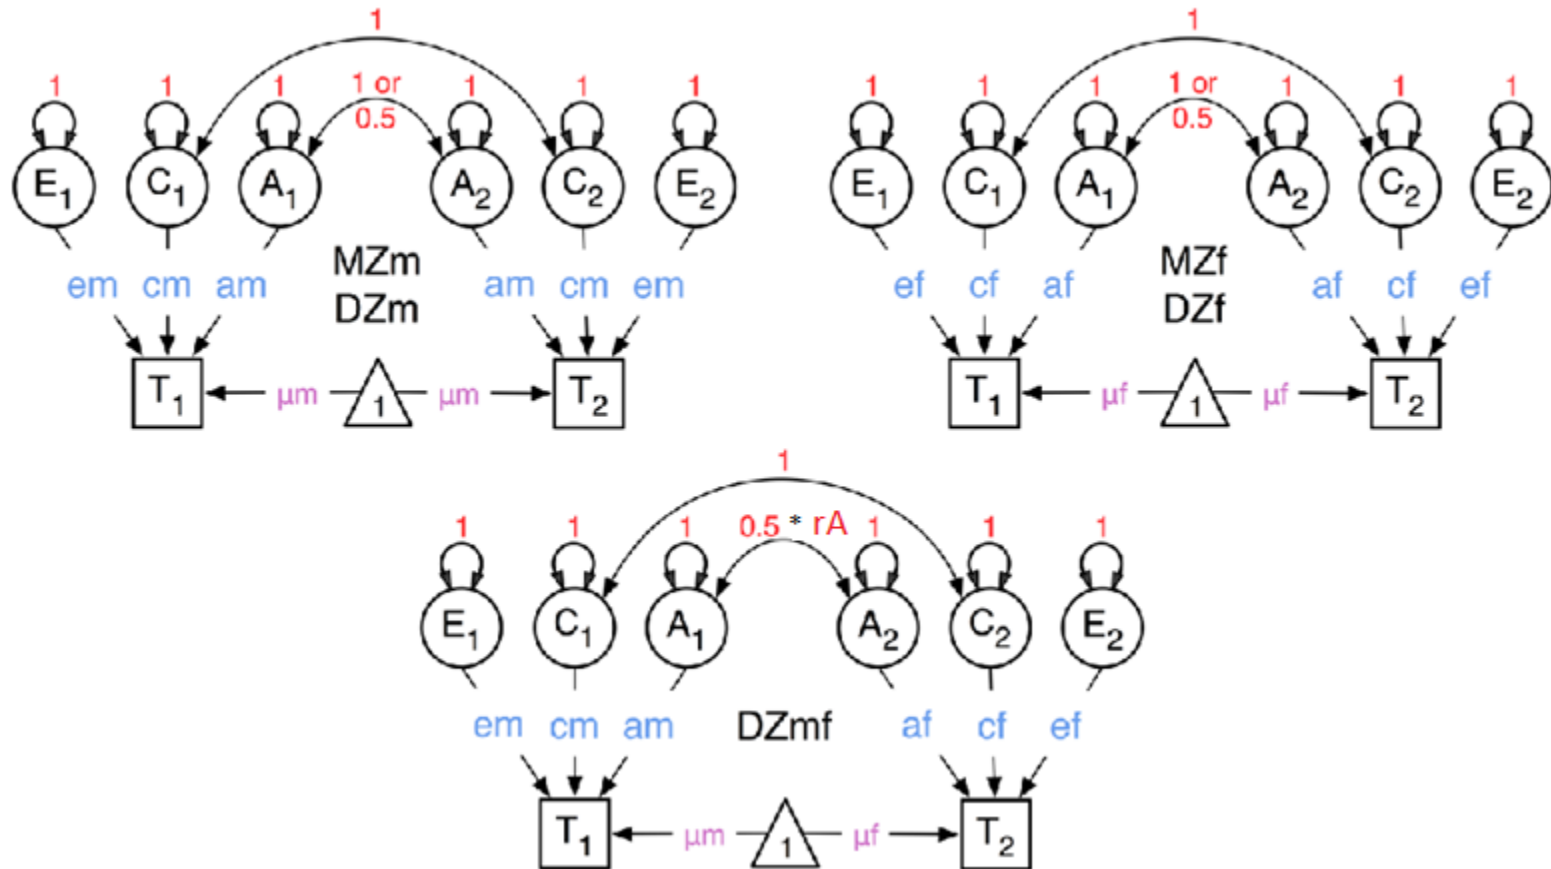 1 1
1 1 1 1 or 1 1 1 1 1 1 1 or 1 1 1
0.5 0.5
E1 C1 A1 A2 C2 E2 E1 C1 A1 A2 C2 E2
MZm MZf
em cm am am cm em ef cf af af cf ef
DZm DZf
T1 μm 1 μm T2 T1 μf 1 μf T2
1
1 1 1 0.5 * rA 1 1 1
E1 C1 A1 A2 C2 E2
em cm am DZmf af cf ef
T1 μm 1 μf T2